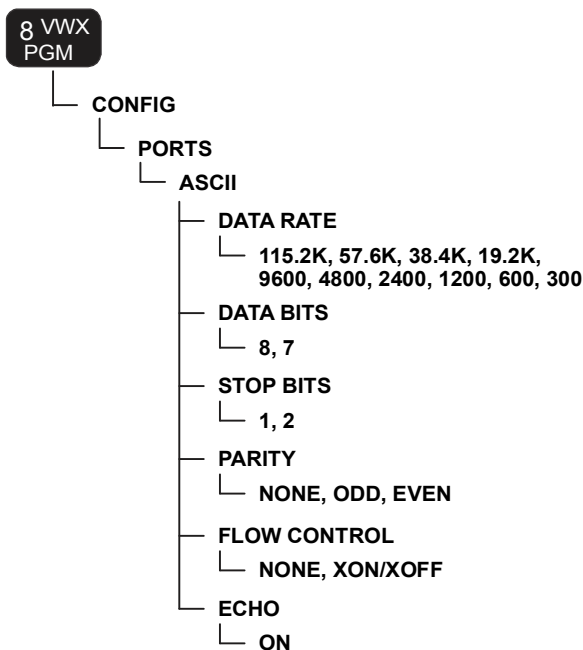 8 VWX
PGM
CONFIG
PORTS
ASCII
DATA RATE
115.2K, 57.6K, 38.4K, 19.2K,
9600, 4800, 2400, 1200, 600, 300
DATA BITS
8, 7
STOP BITS
1, 2
PARITY
NONE, ODD, EVEN
FLOW CONTROL
NONE, XON/XOFF
ECHO
ON